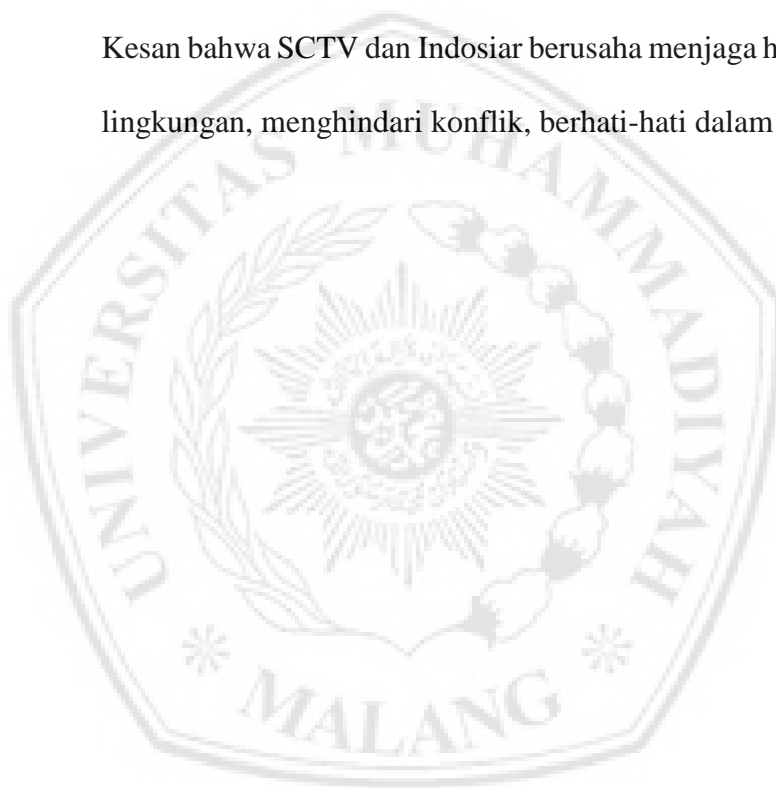 Kesan bahwa SCTV dan Indosiar berusaha menjaga h
lingkungan, menghindari konflik, berhati-hati dalam
UNIVERSITAS MUHAMMADIYAH
MALANG